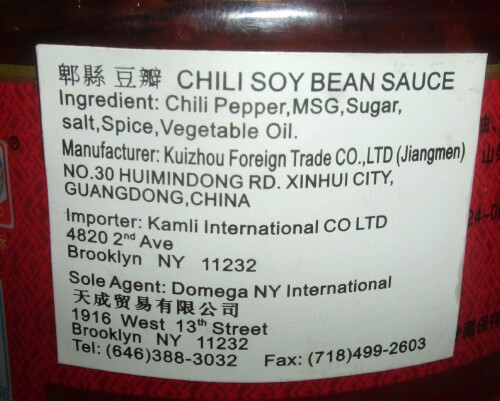 郫縣 豆瓣 CHILI SOY BEAN SAUCE
Ingredient: Chili Pepper,MSG,Sugar,
salt,Spice,Vegetable Oil.
Manufacturer: Kuizhou Foreign Trade CO.,LTD (Jiangmen)
NO.30 HUIMINDONG RD. XINHUI CITY,
GUANGDONG,CHINA
Importer: Kamli International CO LTD
4820 2nd Ave
Brooklyn NY 11232
Sole Agent: Domega NY International
天成贸易有限公司
1916 West 13th Street
Brooklyn NY 11232
Tel: (646)388-3032 Fax: (718)499-2603
油
山